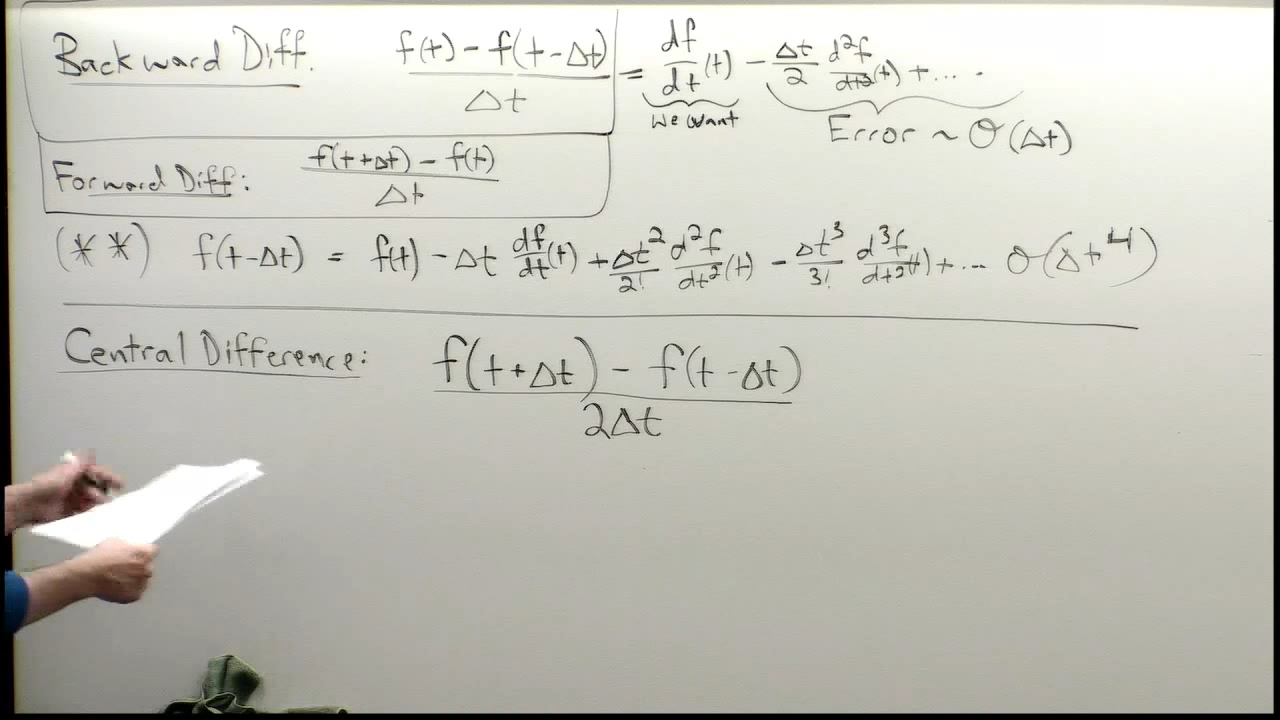 Backward Diff. f(t) - f(t-Δt) / Δt = df/dt (t) - Δt/2 d²f/dt² (t) + ....
we want
Error ~ O(Δt)
Forward Diff: f(t+Δt) - f(t) / Δt
(**) f(t-Δt) = f(t) - Δt df/dt (t) + Δt²/2! d²f/dt² (t) - Δt³/3! d³f/dt² (t) + ... O(Δt⁴)
Central Difference: f(t+Δt) - f(t-Δt) / 2Δt